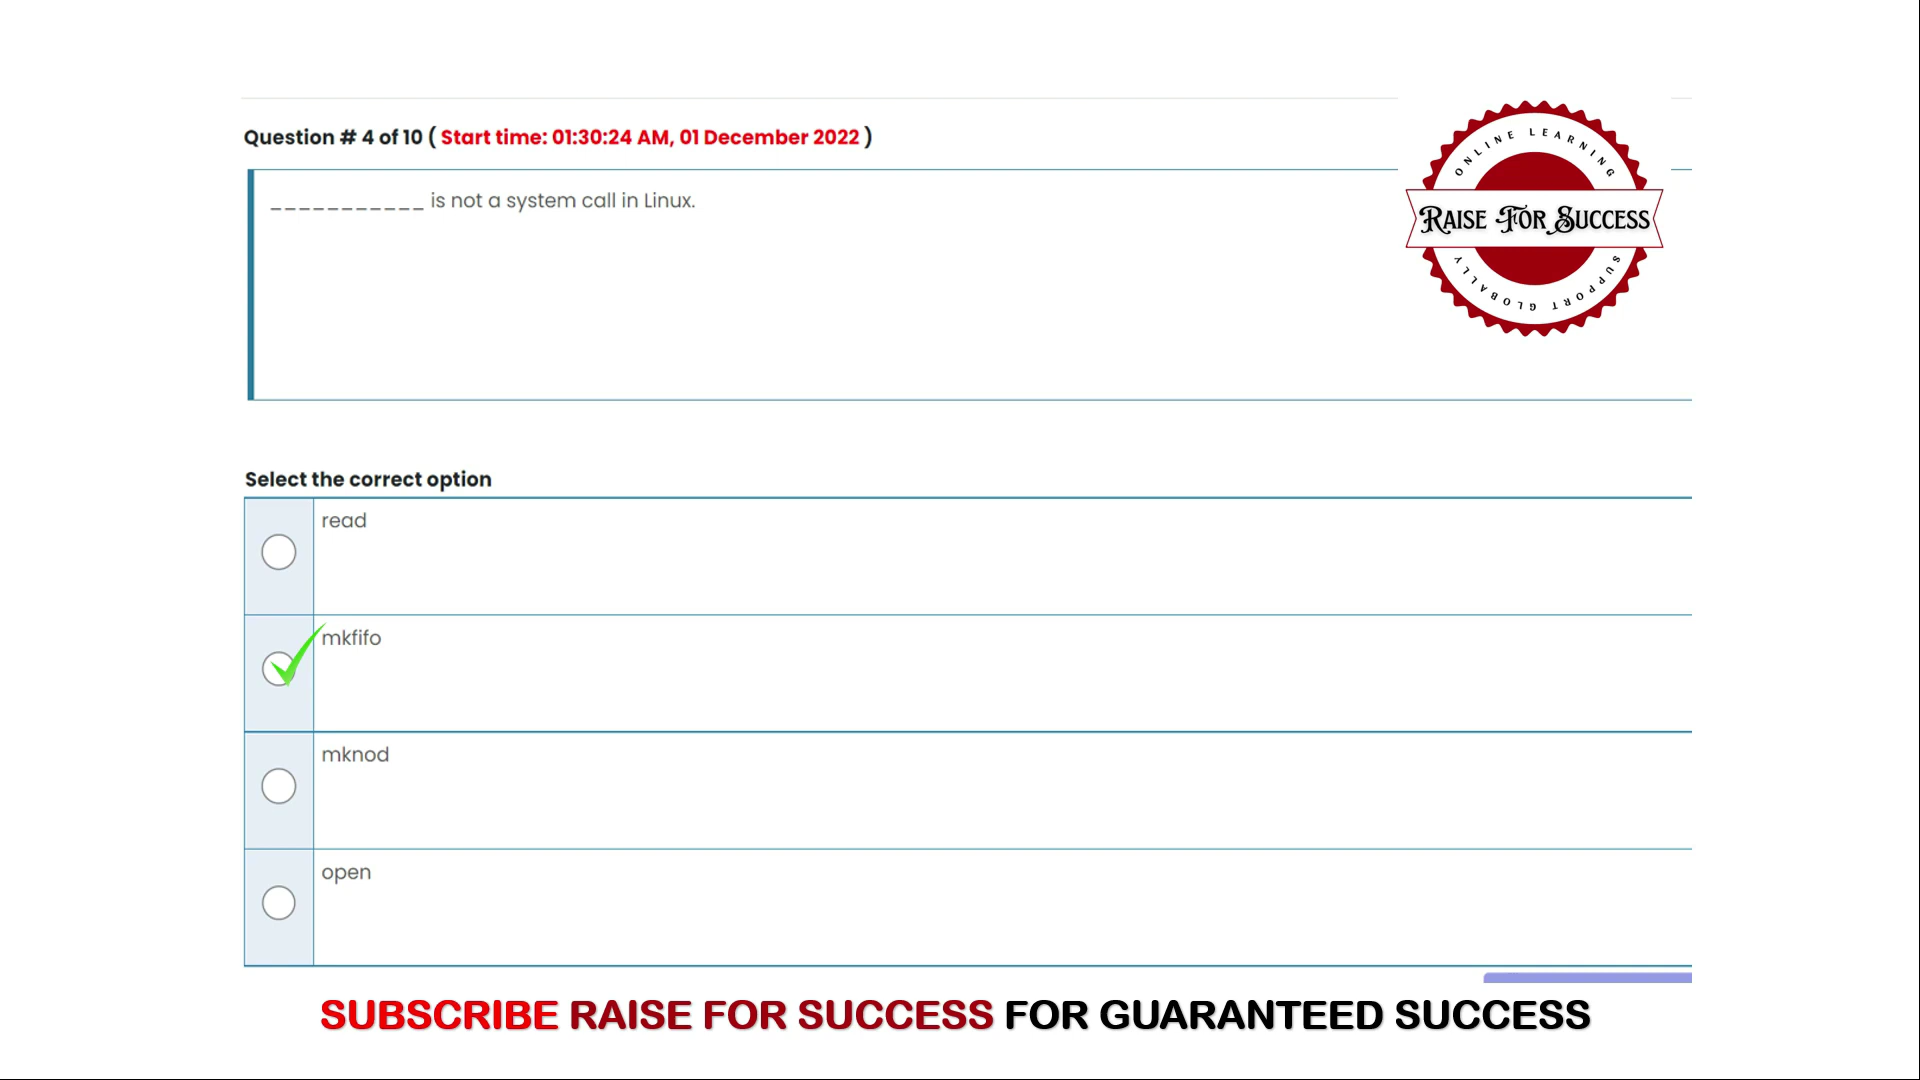 Question # 4 of 10 ( Start time: 01:30:24 AM, 01 December 2022 )
___________ is not a system call in Linux.
ONLINE LEARNING
RAISE FOR SUCCESS
SUPPORT GLOBALLY
Select the correct option
read
mkfifo
mknod
open
SUBSCRIBE RAISE FOR SUCCESS FOR GUARANTEED SUCCESS